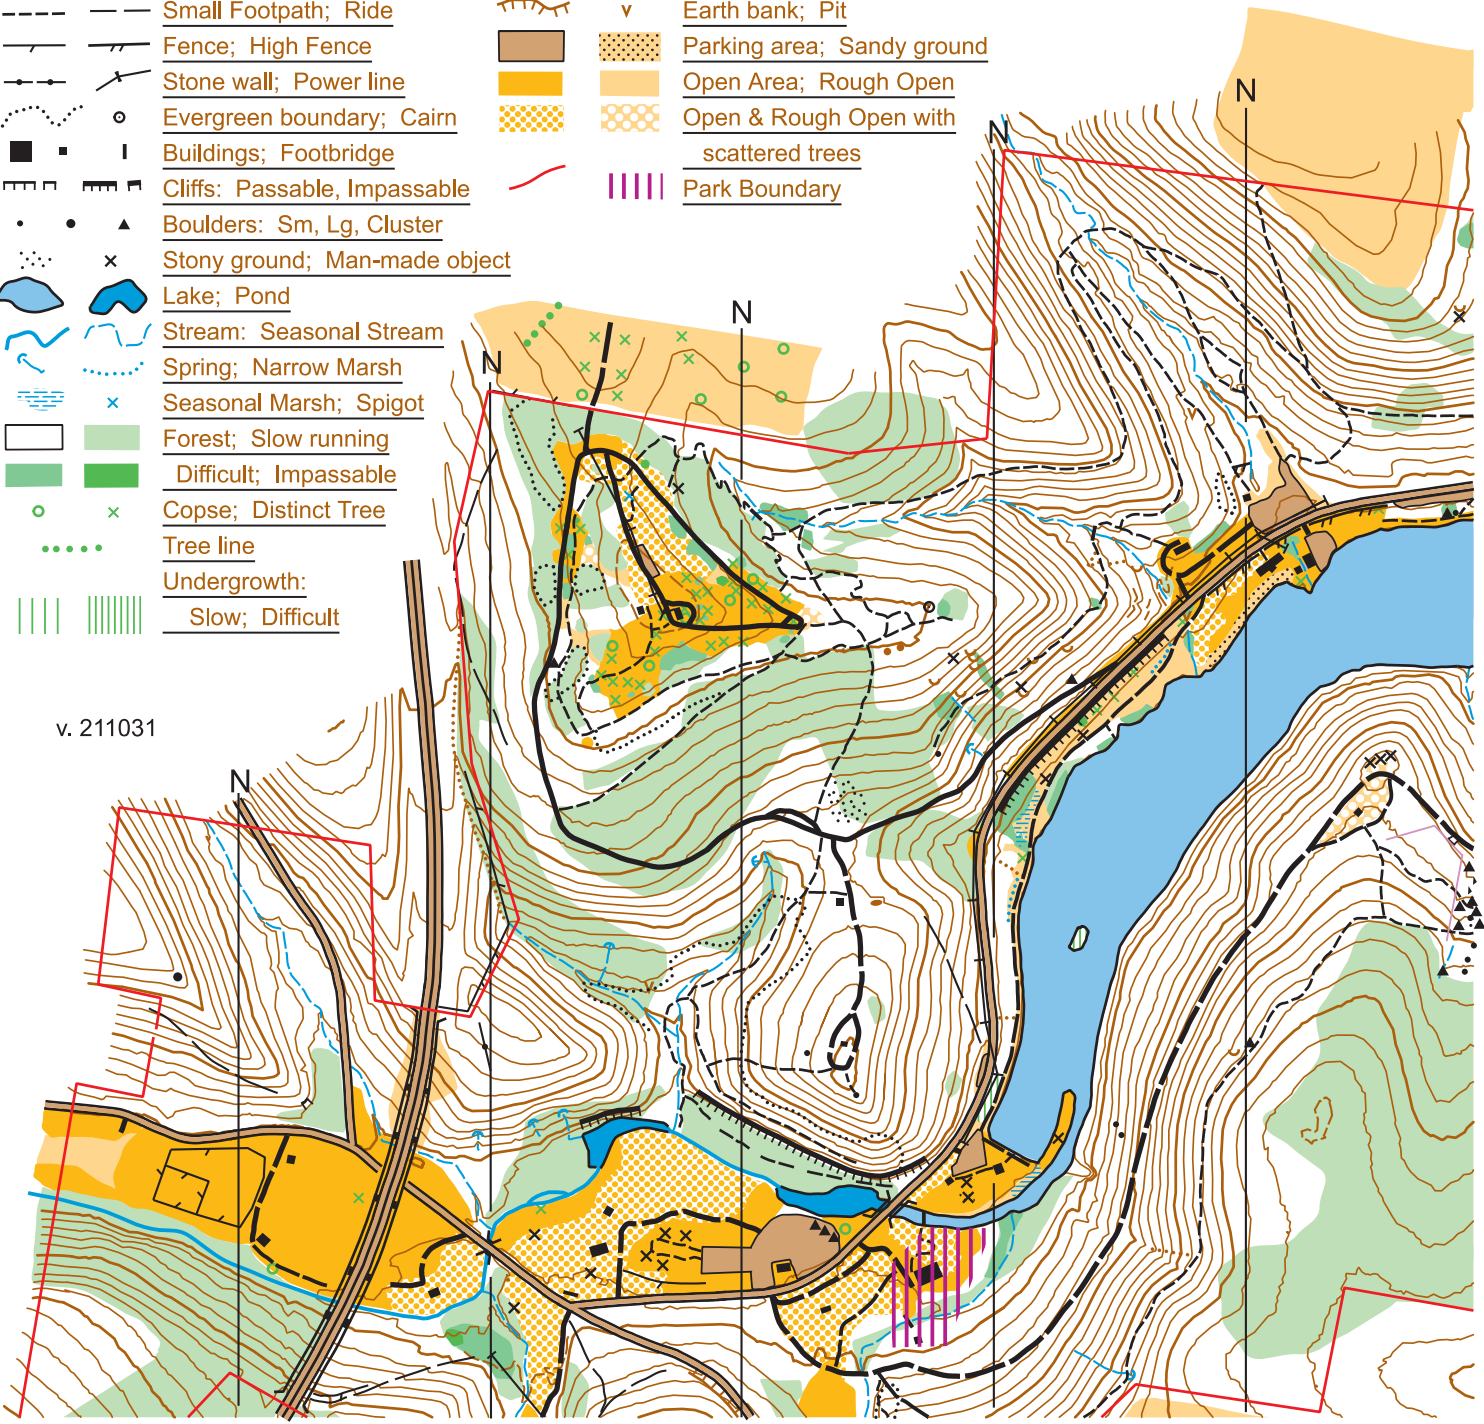 Small Footpath; Ride
Fence; High Fence
Stone wall; Power line
Evergreen boundary; Cairn
Buildings; Footbridge
Cliffs: Passable, Impassable
Boulders: Sm, Lg, Cluster
Stony ground; Man-made object
Lake; Pond
Stream: Seasonal Stream
Spring; Narrow Marsh
Seasonal Marsh; Spigot
Forest; Slow running
Difficult; Impassable
Copse; Distinct Tree
Tree line
Undergrowth:
Slow; Difficult
Earth bank; Pit
Parking area; Sandy ground
Open Area; Rough Open
Open & Rough Open with
scattered trees
Park Boundary
v. 211031
N
N
N
N
N